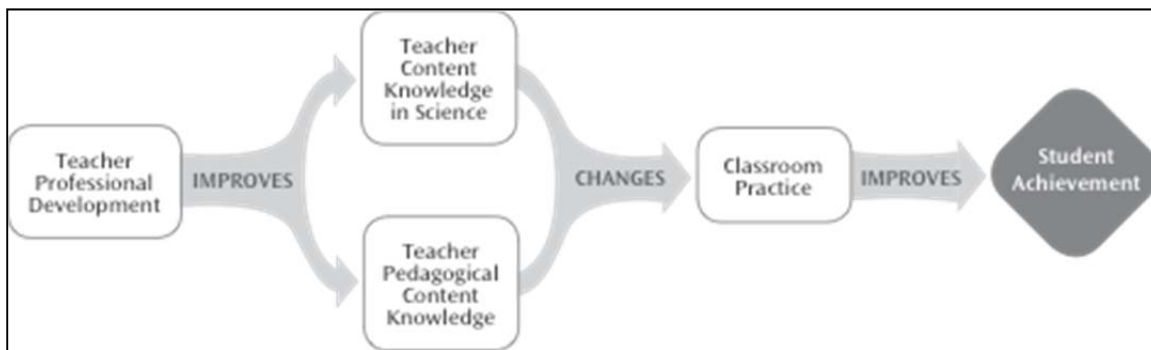 Teacher
Professional
Development
IMPROVES
Teacher
Content
Knowledge
in Science
Teacher
Pedagogical
Content
Knowledge
CHANGES
Classroom
Practice
IMPROVES
Student
Achievement